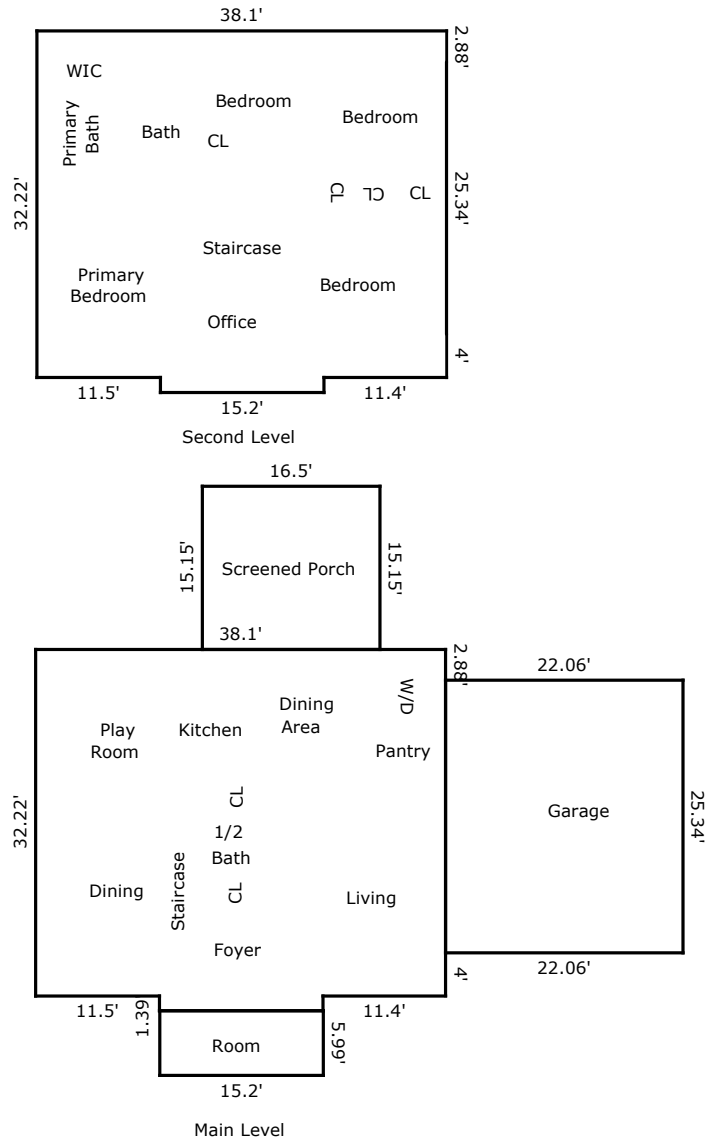 38.1'
2.88'
WIC
Bedroom
Bedroom
Primary
Bath
Bath
CL
32.22'
CL
CL
CL
25.34'
Staircase
Primary
Bedroom
Bedroom
Office
4'
11.5'
15.2'
11.4'
Second Level
16.5'
15.15'
Screened Porch
15.15'
38.1'
2.88'
22.06'
W/D
Dining
Area
Play
Room
Kitchen
Pantry
CL
32.22'
1/2
Bath
Garage
25.34'
Dining
Staircase
CL
Living
Foyer
4'
22.06'
11.5'
1.39
11.4'
Room
5.99'
15.2'
Main Level